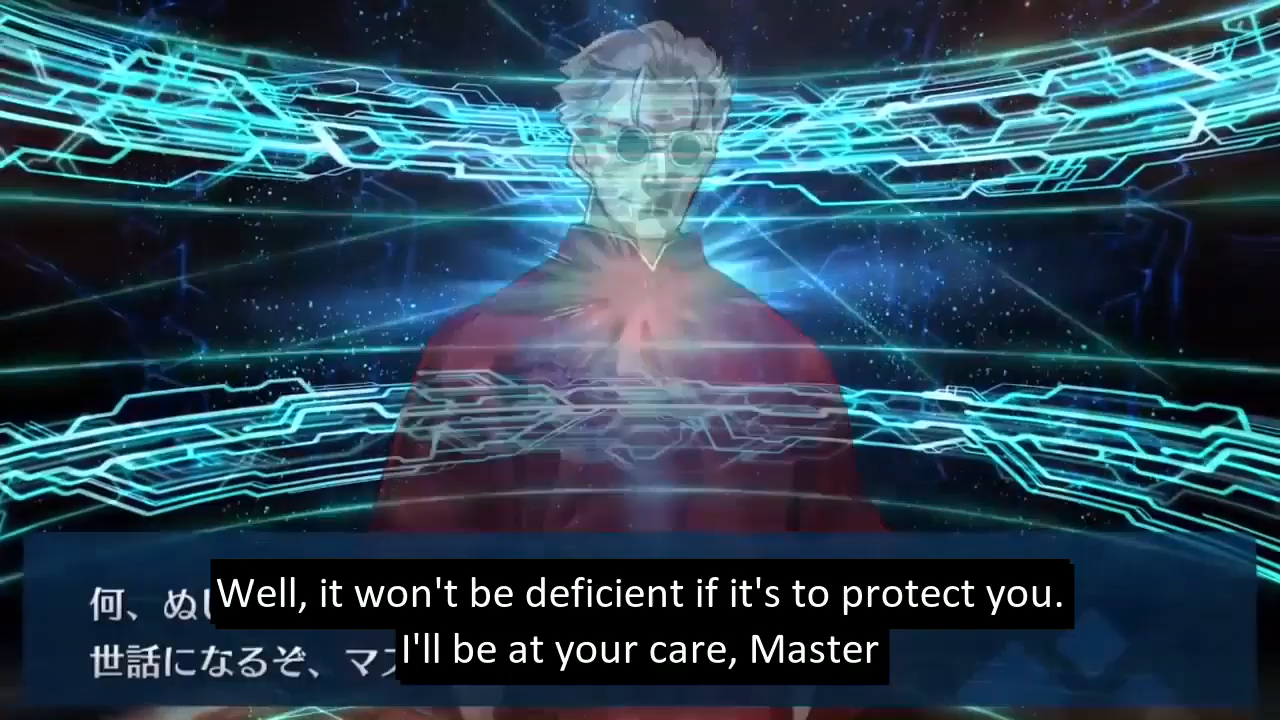 何、ぬ
Well, it won't be deficient if it's to protect you.
世話になるぞ、マ
I'll be at your care, Master